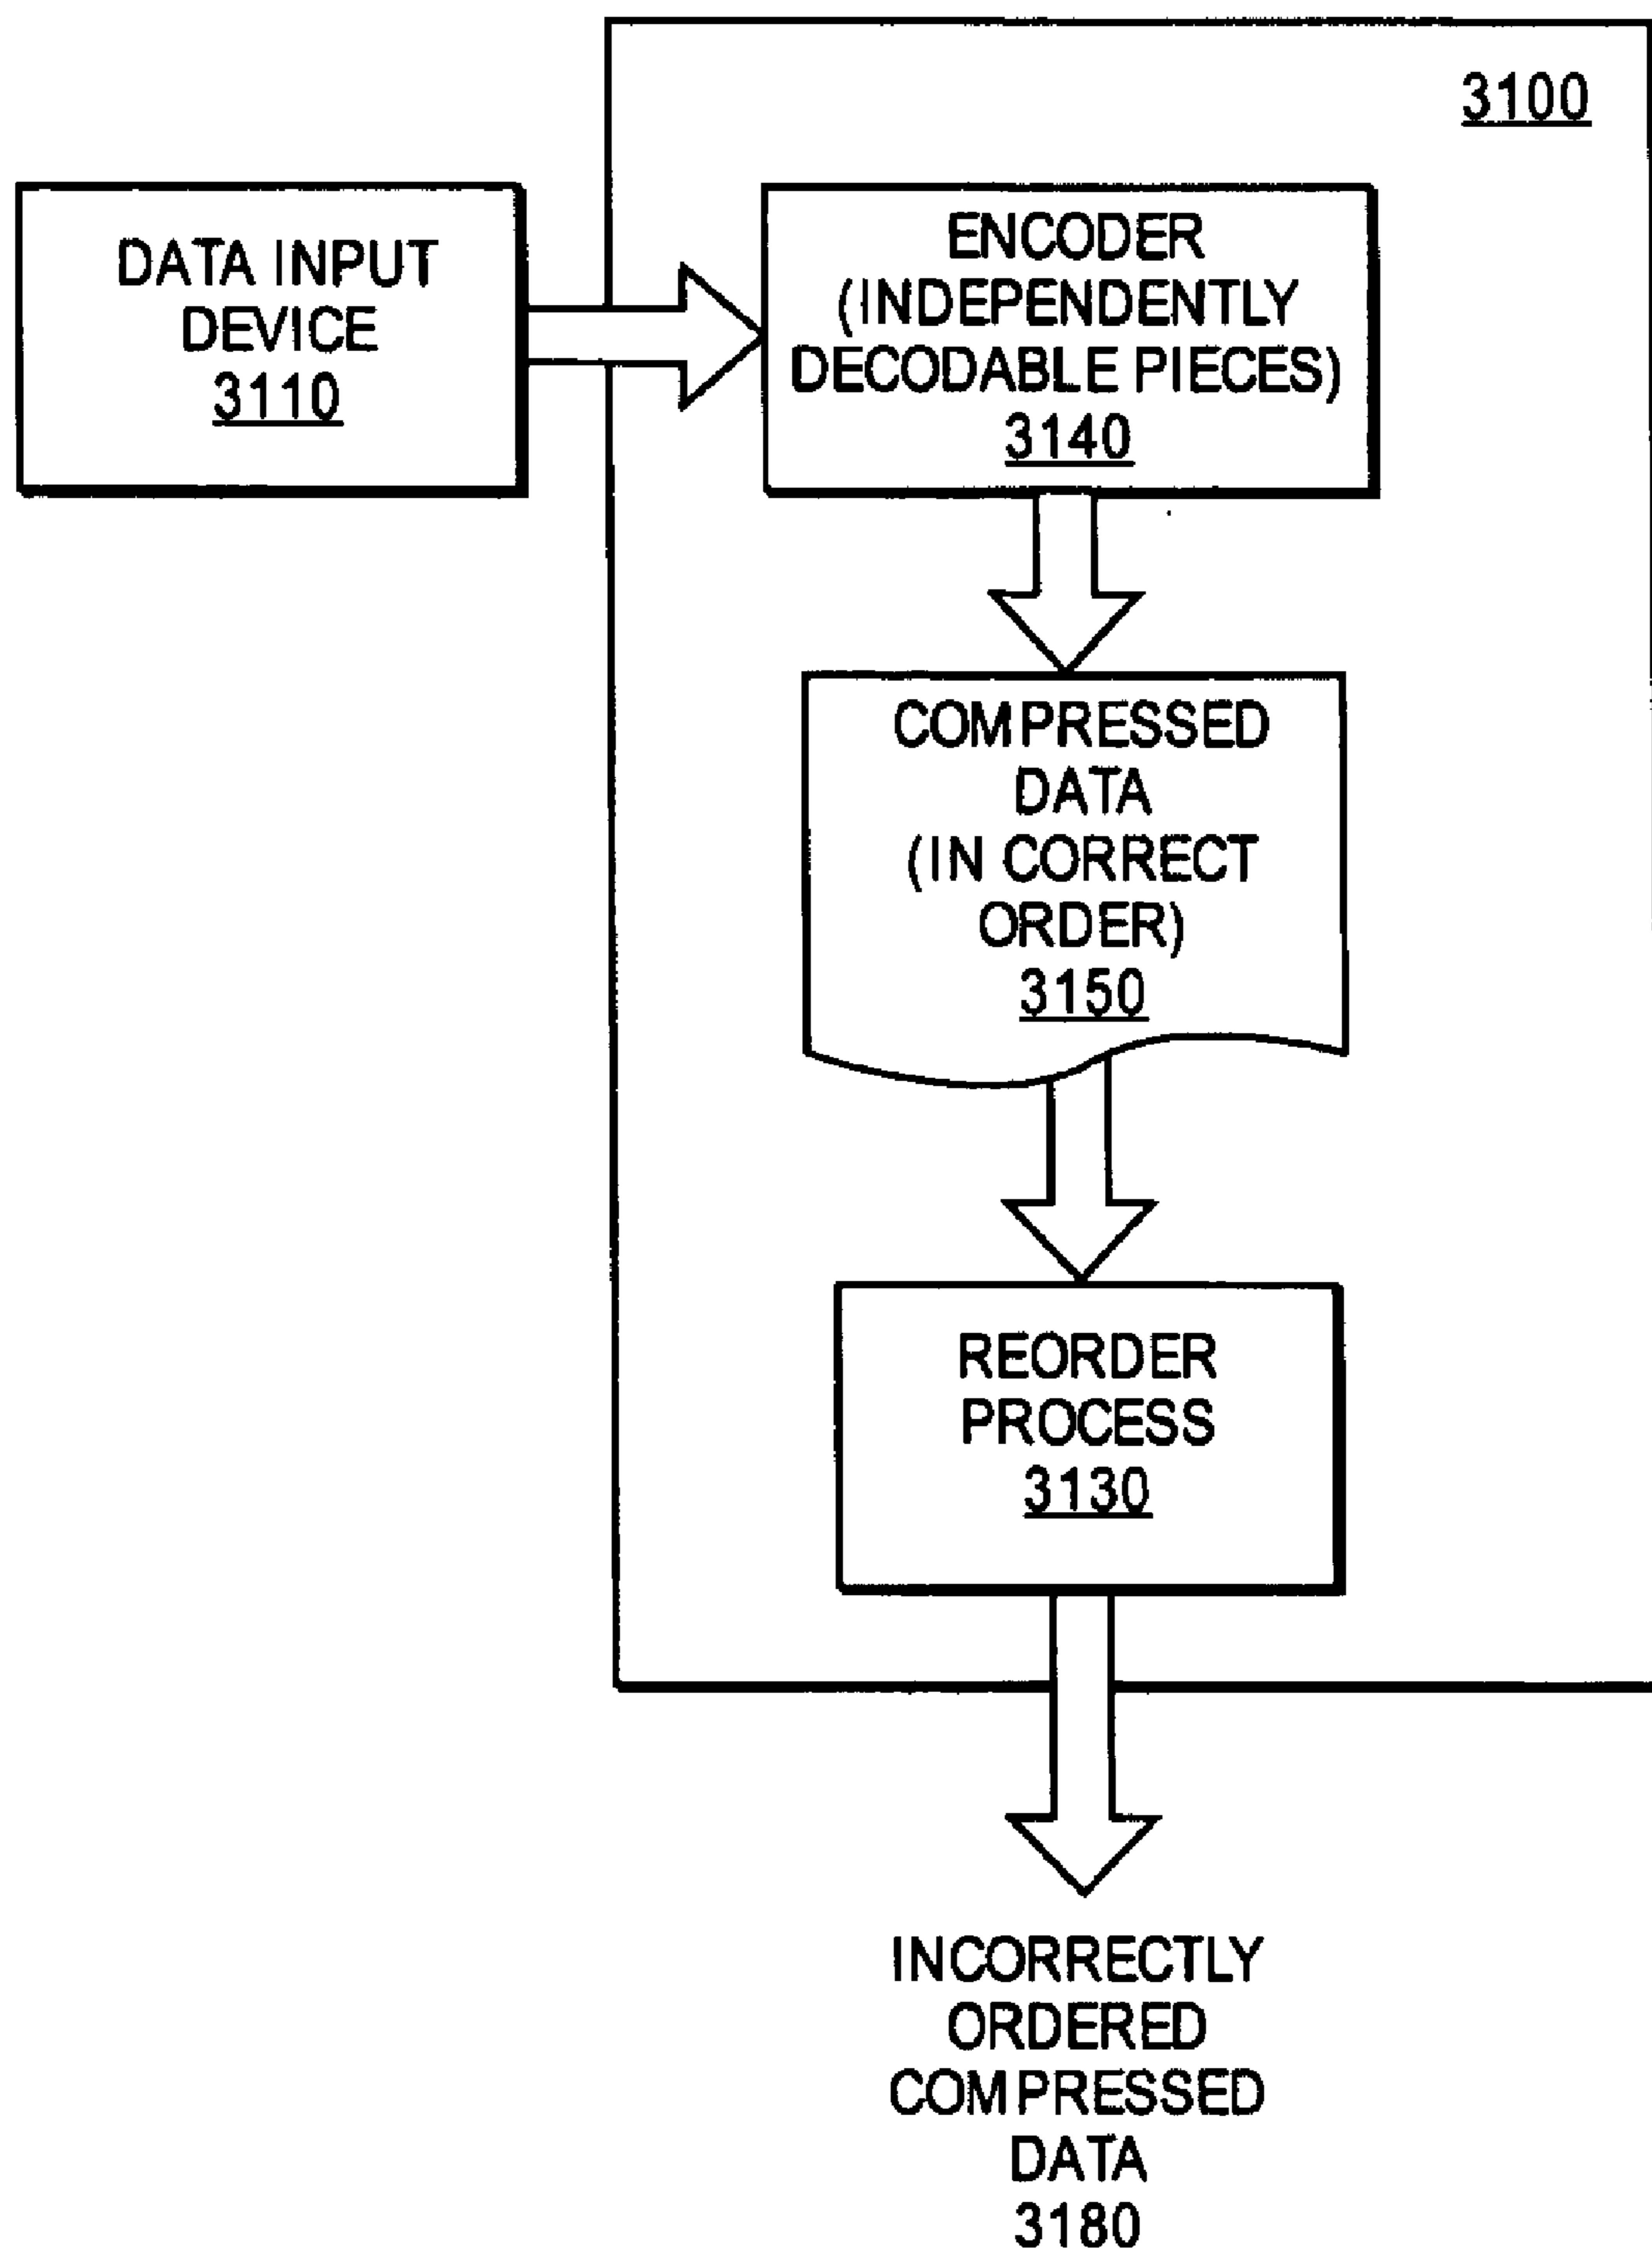 3100
DATA INPUT
DEVICE
3110
ENCODER
(INDEPENDENTLY
DECODABLE PIECES)
3140
COMPRESSED
DATA
(IN CORRECT
ORDER)
3150
REORDER
PROCESS
3130
INCORRECTLY
ORDERED
COMPRESSED
DATA
3180